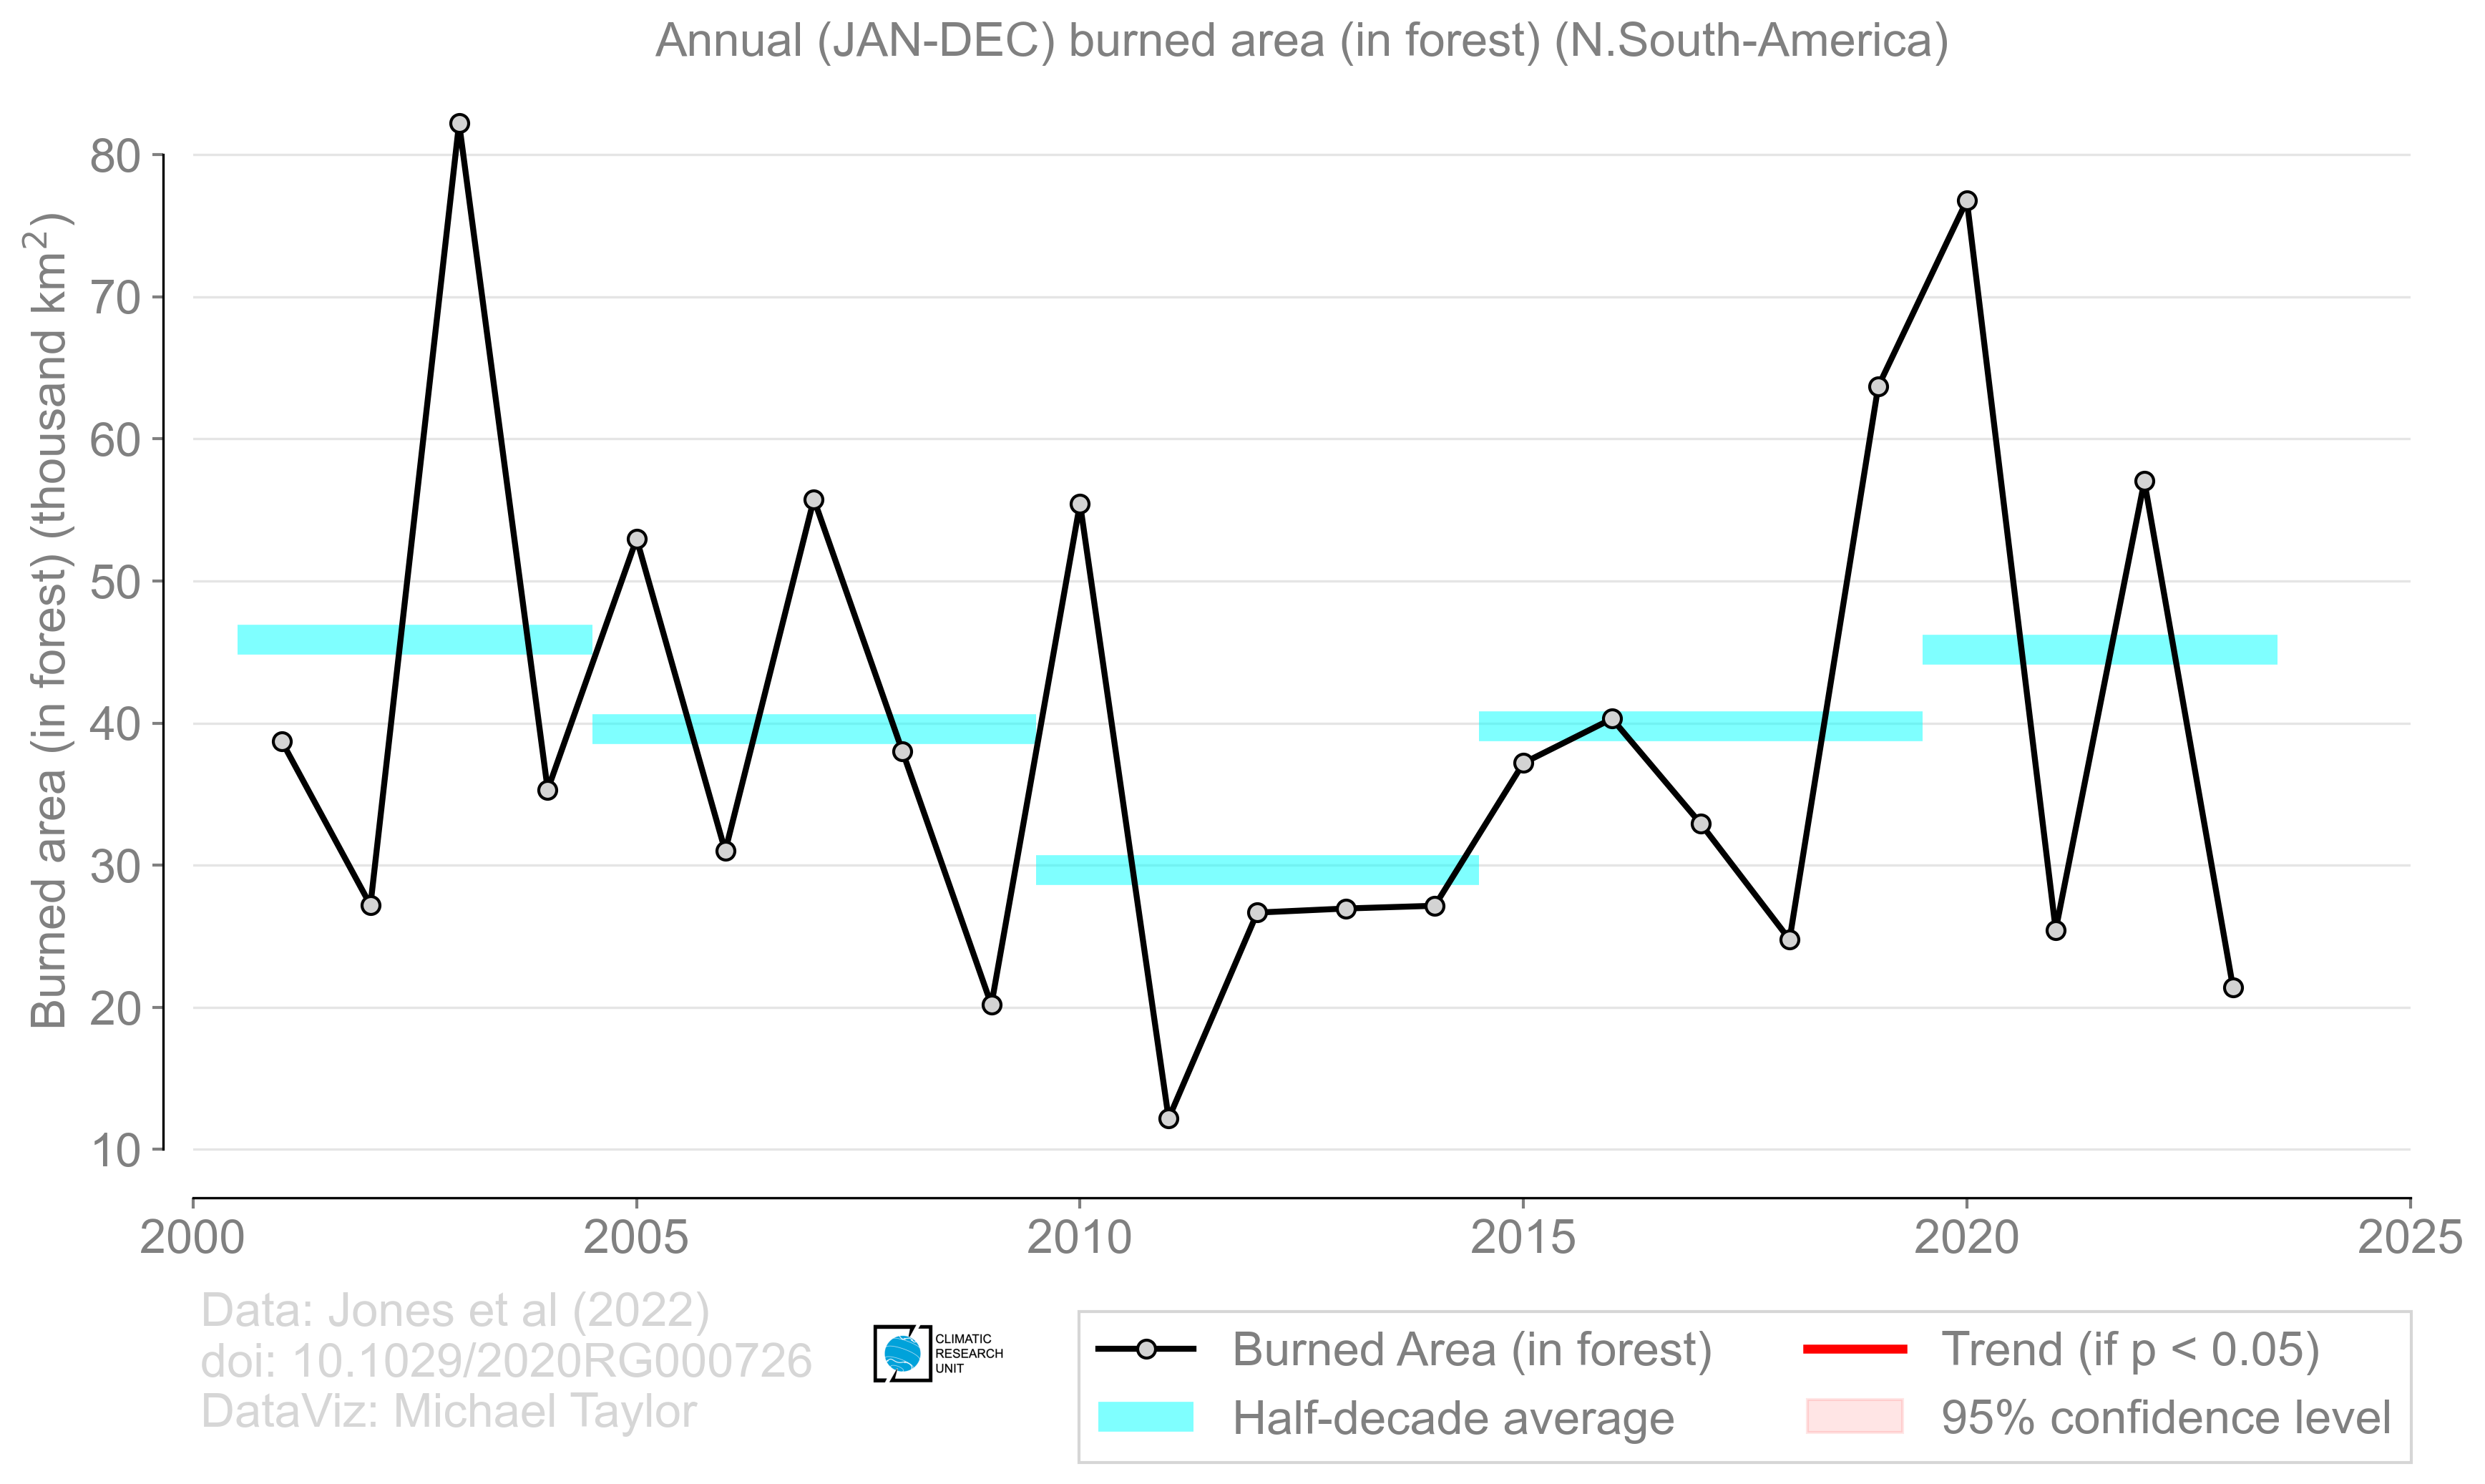 Annual (JAN-DEC) burned area (in forest) (N.South-America)
Burned area (in forest) (thousand km²)
80
70
60
50
40
30
20
10
2000
2005
2010
2015
2020
2025
Data: Jones et al (2022)
doi: 10.1029/2020RG000726
DataViz: Michael Taylor
CLIMATIC
RESEARCH
UNIT
Burned Area (in forest)
Half-decade average
Trend (if p < 0.05)
95% confidence level